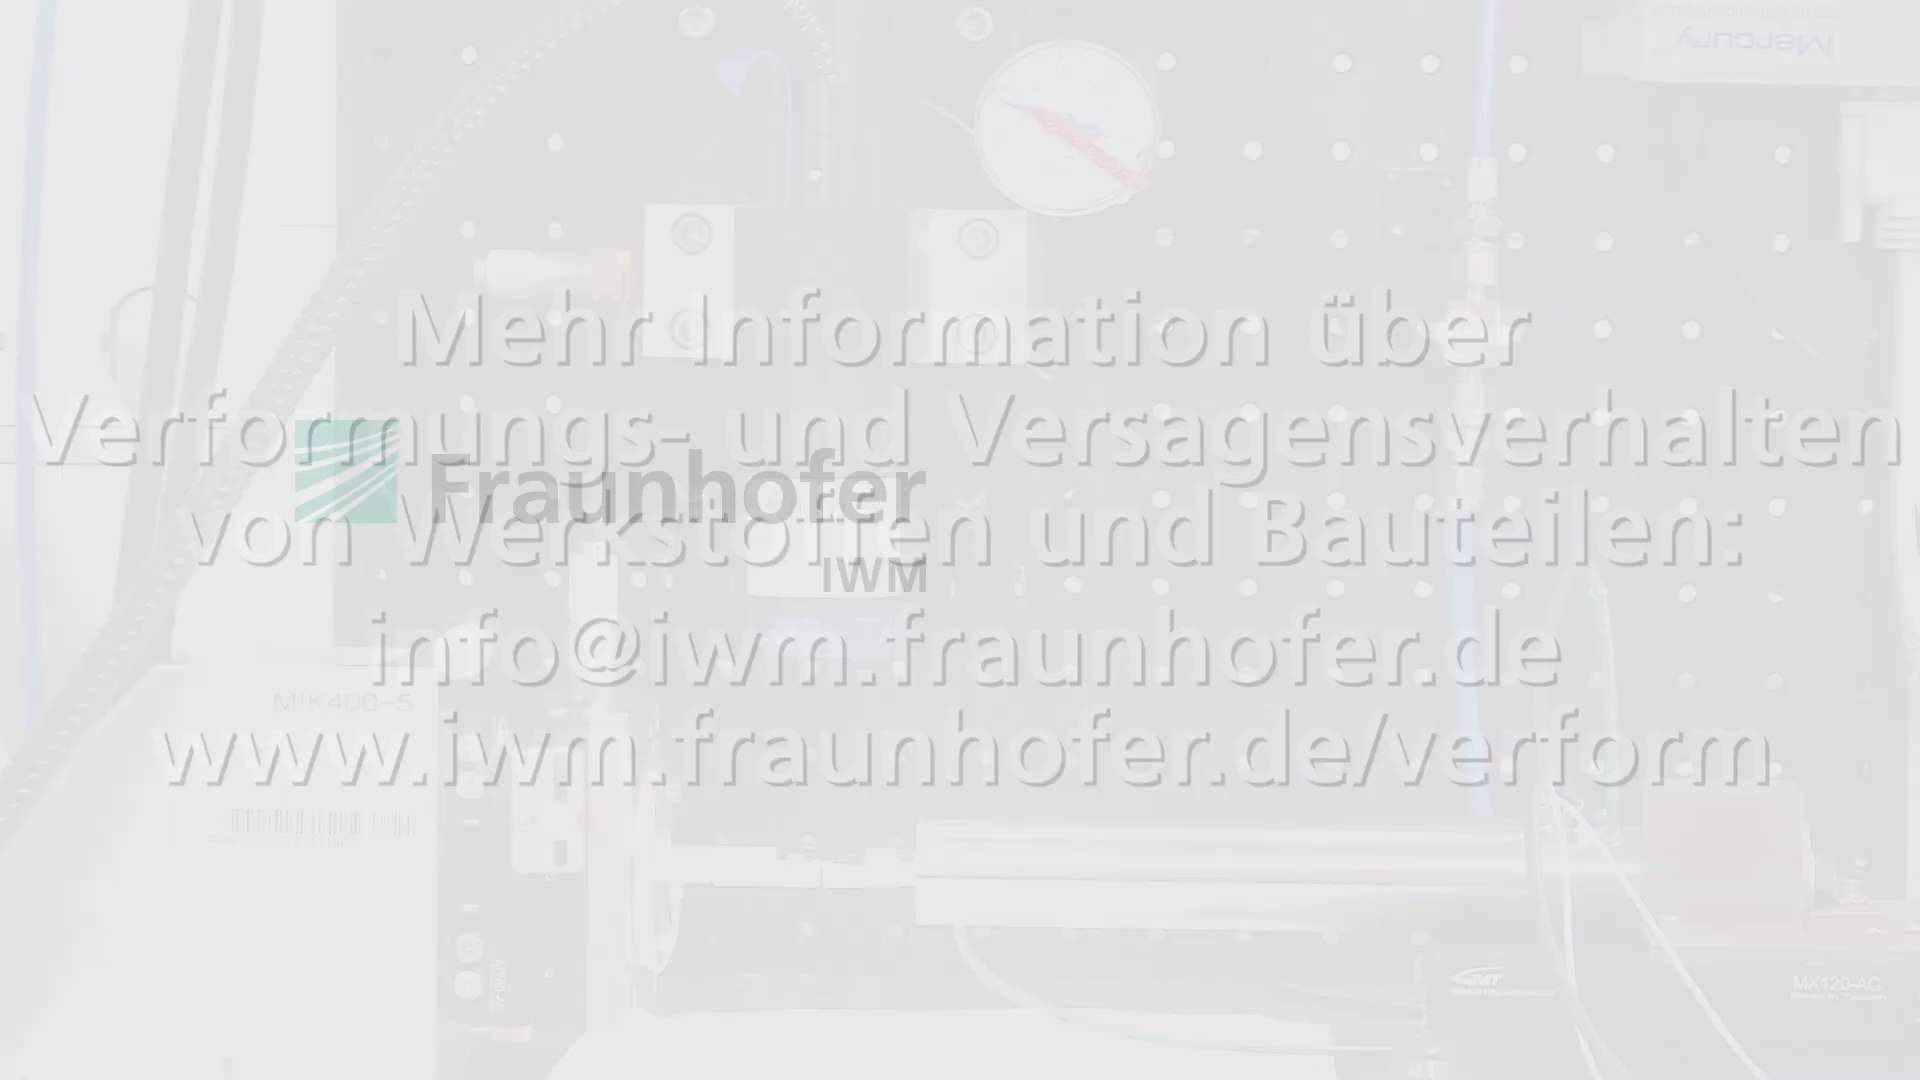 Mercury
Mehr Information über
Verformungs- und Versagensverhalten
Fraunhofer
von Werkstoffen und Bauteilen:
IWM
info@iwm.fraunhofer.de
MIK400-5
www.iwm.fraunhofer.de/verform
MX120-AC